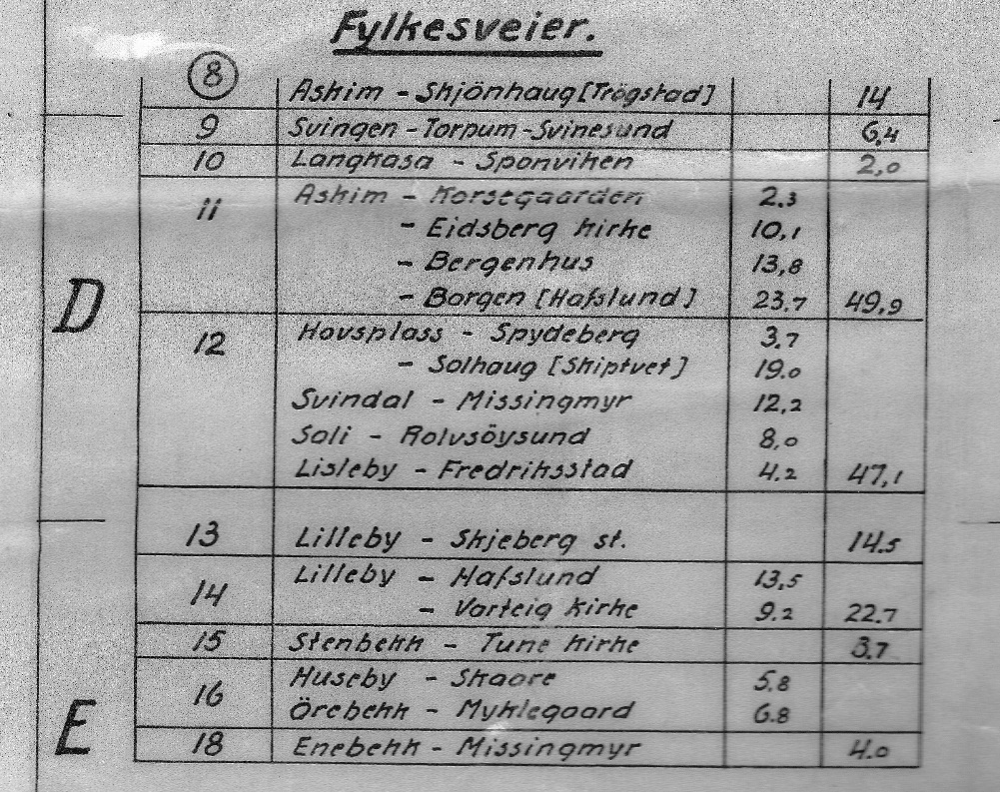 Fylkesveier.
8 Askim - Skjönhaug [Trögstad] 14
9 Svingen - Torpum - Svinesund 6,4
10 Langkasa - Sponviken 2,0
11 Askim - Korsegaarden 2.3
- Eidsberg kirke 10,1
- Bergenhus 13,8
- Borgen [Hafslund] 23.7 49,9
D
12 Hovsplass - Spydeberg 3.7
- Solhaug [Skiptvet] 19.0
Svindal - Missingmyr 12,2
Soli - Rolvsöysund 8,0
Lisleby - Fredriksstad 4.2 47,1
13 Lilleby - Skjeberg st. 14.5
14 Lilleby - Hafslund 13,5
- Varteig kirke 9.2 22.7
15 Stenbekk - Tune kirke 3.7
16 Huseby - Skaare 5.8
Örebekk - Myklegaard 6.8
E
18 Enebekk - Missingmyr 4.0